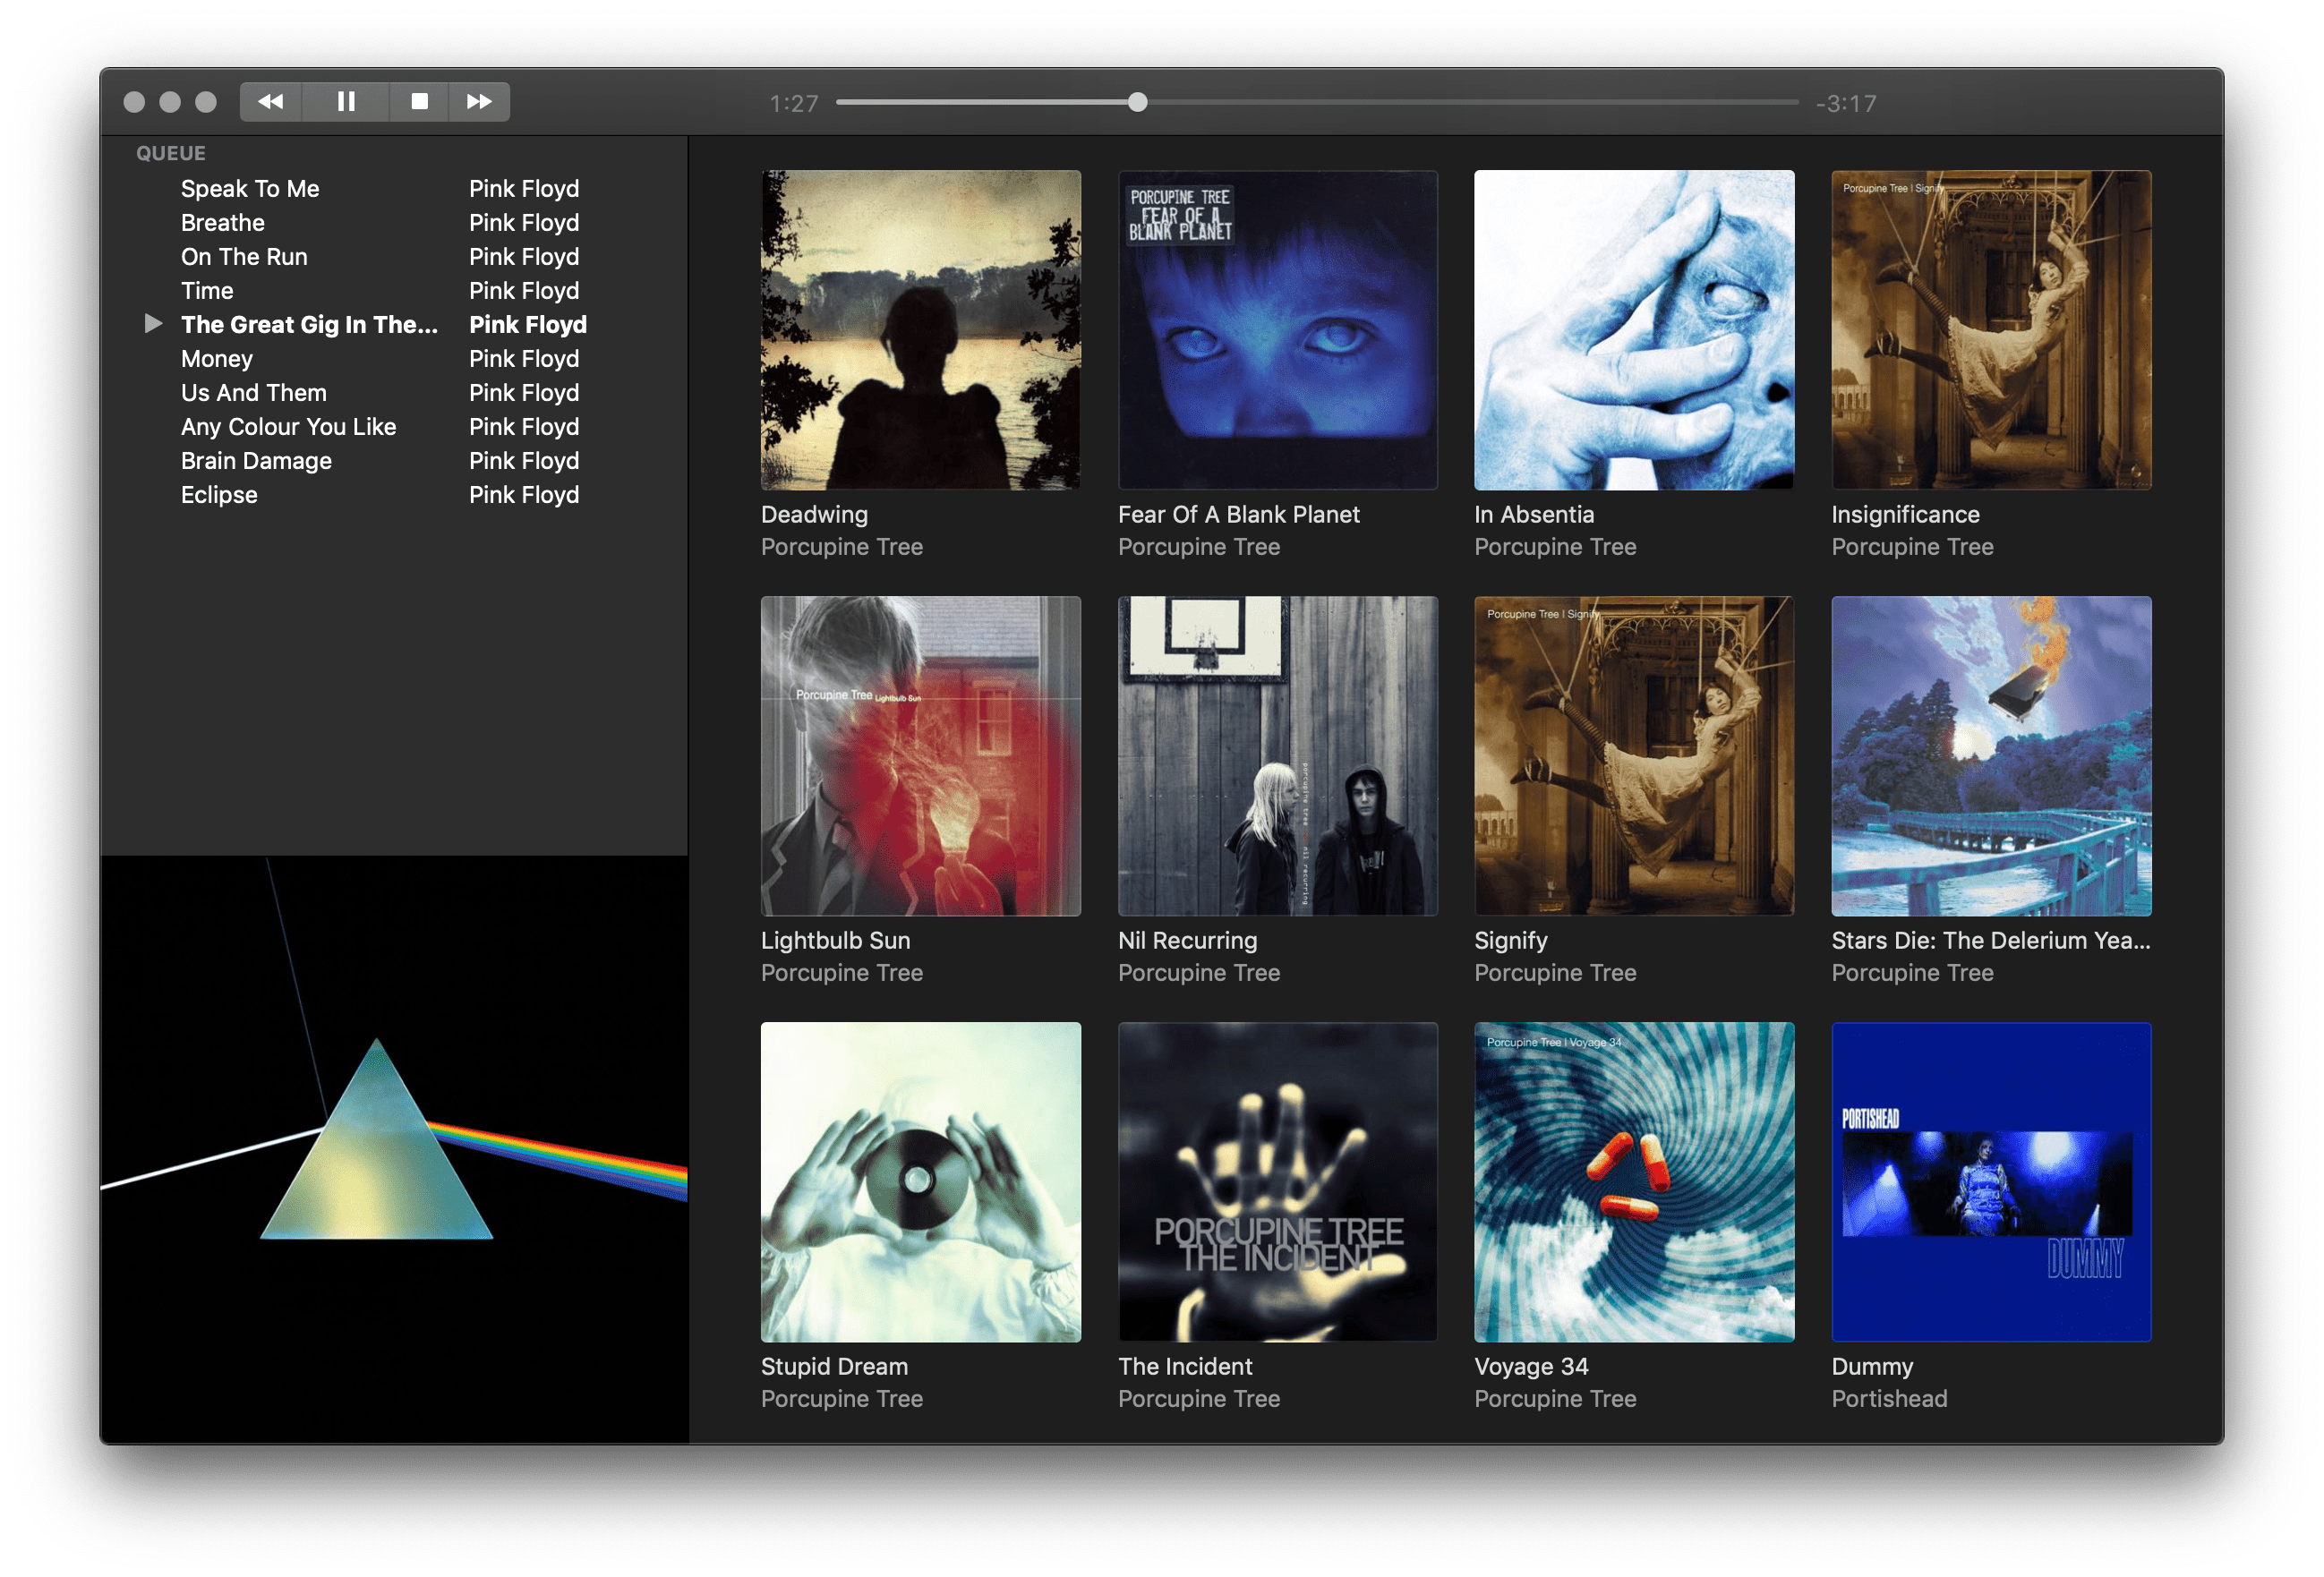 1:27
-3:17
QUEUE
Speak To Me Pink Floyd
Breathe Pink Floyd
On The Run Pink Floyd
Time Pink Floyd
The Great Gig In The... Pink Floyd
Money Pink Floyd
Us And Them Pink Floyd
Any Colour You Like Pink Floyd
Brain Damage Pink Floyd
Eclipse Pink Floyd
PORCUPINE TREE
FEAR OF A
BLANK PLANET
Porcupine Tree | Signify
Deadwing
Porcupine Tree
Fear Of A Blank Planet
Porcupine Tree
In Absentia
Porcupine Tree
Insignificance
Porcupine Tree
Porcupine Tree Lightbulb Sun
porcupine tree nil recurring
Porcupine Tree | Signify
Lightbulb Sun
Porcupine Tree
Nil Recurring
Porcupine Tree
Signify
Porcupine Tree
Stars Die: The Delerium Yea...
Porcupine Tree
PORCUPINE TREE
THE INCIDENT
Porcupine Tree | Voyage 34
PORTISHEAD
DUMMY
Stupid Dream
Porcupine Tree
The Incident
Porcupine Tree
Voyage 34
Porcupine Tree
Dummy
Portishead